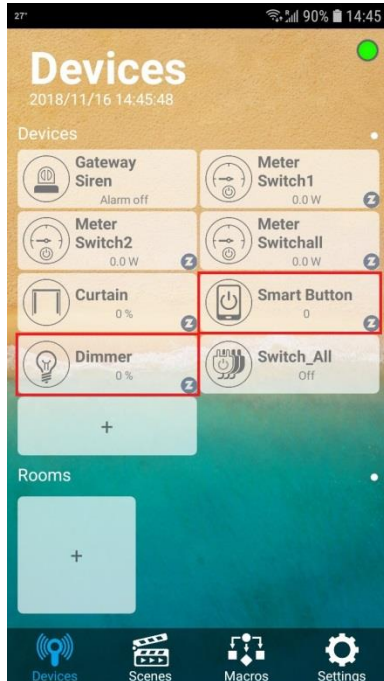 27°
90% 14:45
Devices
2018/11/16 14:45:48
Devices
Gateway
Siren
Alarm off
Meter
Switch1
0.0 W
Z
Meter
Switch2
0.0 W
Z
Meter
Switchall
0.0 W
Z
Curtain
0 %
Z
Smart Button
0
Z
Dimmer
0 %
Z
Switch_All
Off
+
Rooms
+
Devices
Scenes
Macros
Settings